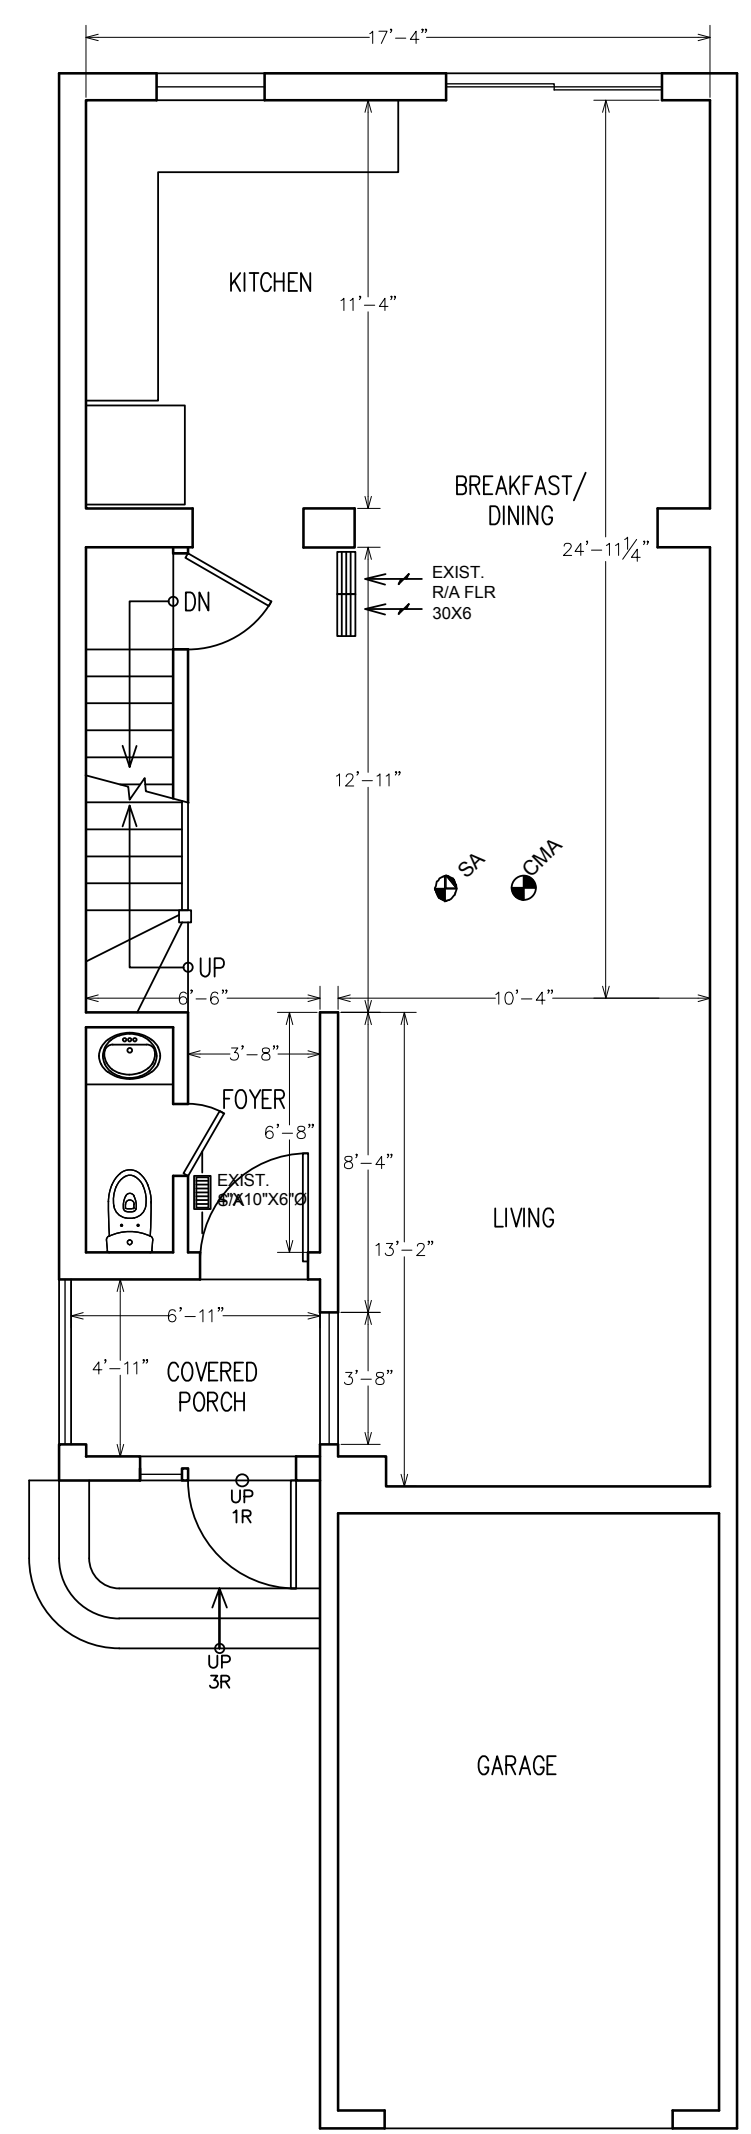 17'-4"
KITCHEN
11'-4"
BREAKFAST/
DINING
24'-11 1/4"
EXIST.
R/A FLR
30X6
DN
12'-11"
SA
CMA
UP
6'-6"
10'-4"
3'-8"
FOYER
6'-8"
8'-4"
EXIST.
LIVING
13'-2"
6'-11"
4'-11"
COVERED
PORCH
3'-8"
UP
1R
UP
3R
GARAGE